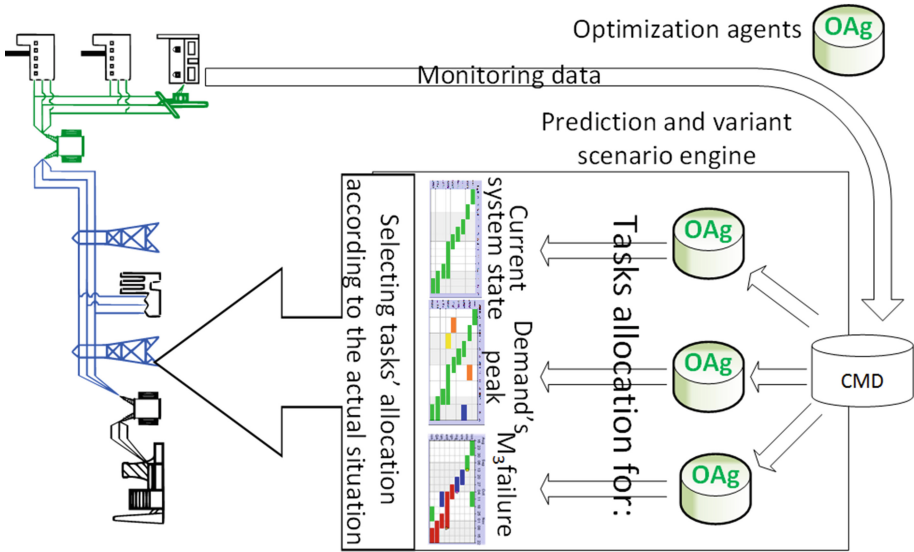 Optimization agents
OAg
Monitoring data
Prediction and variant
scenario engine
Selecting tasks' allocation
according to the actual situation
Current
system state
Demand's
peak
M3failure
Tasks allocation for:
OAg
OAg
OAg
CMD